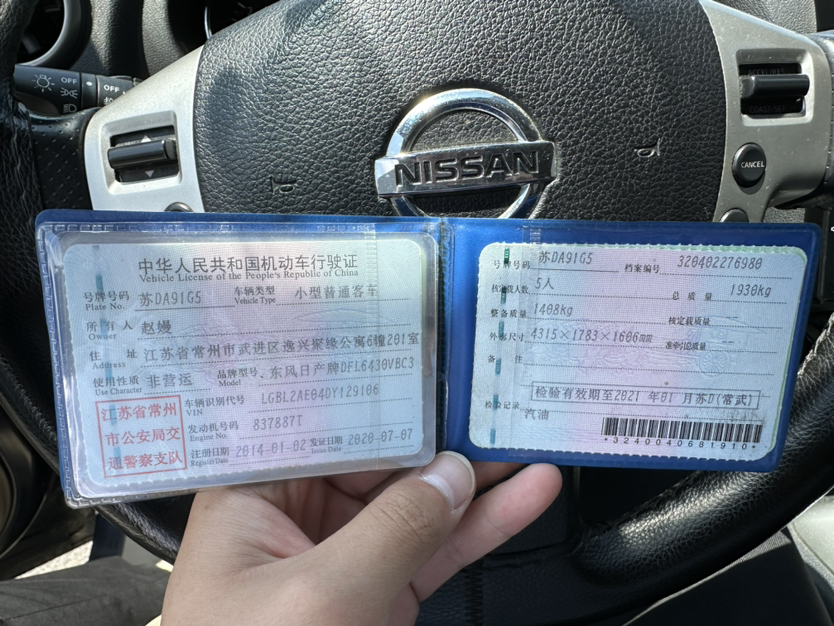 OFF
OFF
CANCEL
NISSAN
中华人民共和国机动车行驶证
Vehicle License of the People's Republic of China
号牌号码 苏DA91G5 车辆类型 小型普通客车
Plate No. Vehicle Type
所有人 赵嫚
Owner
住址 江苏省常州市武进区逸兴聚缘公寓6幢201室
Address
使用性质 非营运 品牌型号 东风日产牌DFL6430VBC3
Use Character Model
江苏省常州
市公安局交
通警察支队
车辆识别代号 LGBL2AE04DY129106
VIN
发动机号码 837887T
Engine No.
注册日期 2014-01-02 发证日期 2020-07-07
Register Date Issue Date
号牌号码 苏DA91G5 档案编号 320402276980
核定载人数 5人 总质量 1930kg
整备质量 1408kg 核定载质量 --
外廓尺寸 4315×1783×1606mm 准牵引总质量 --
备注
检验有效期至2021年01月苏D(常武)
检验记录
汽油
*3240040681910*